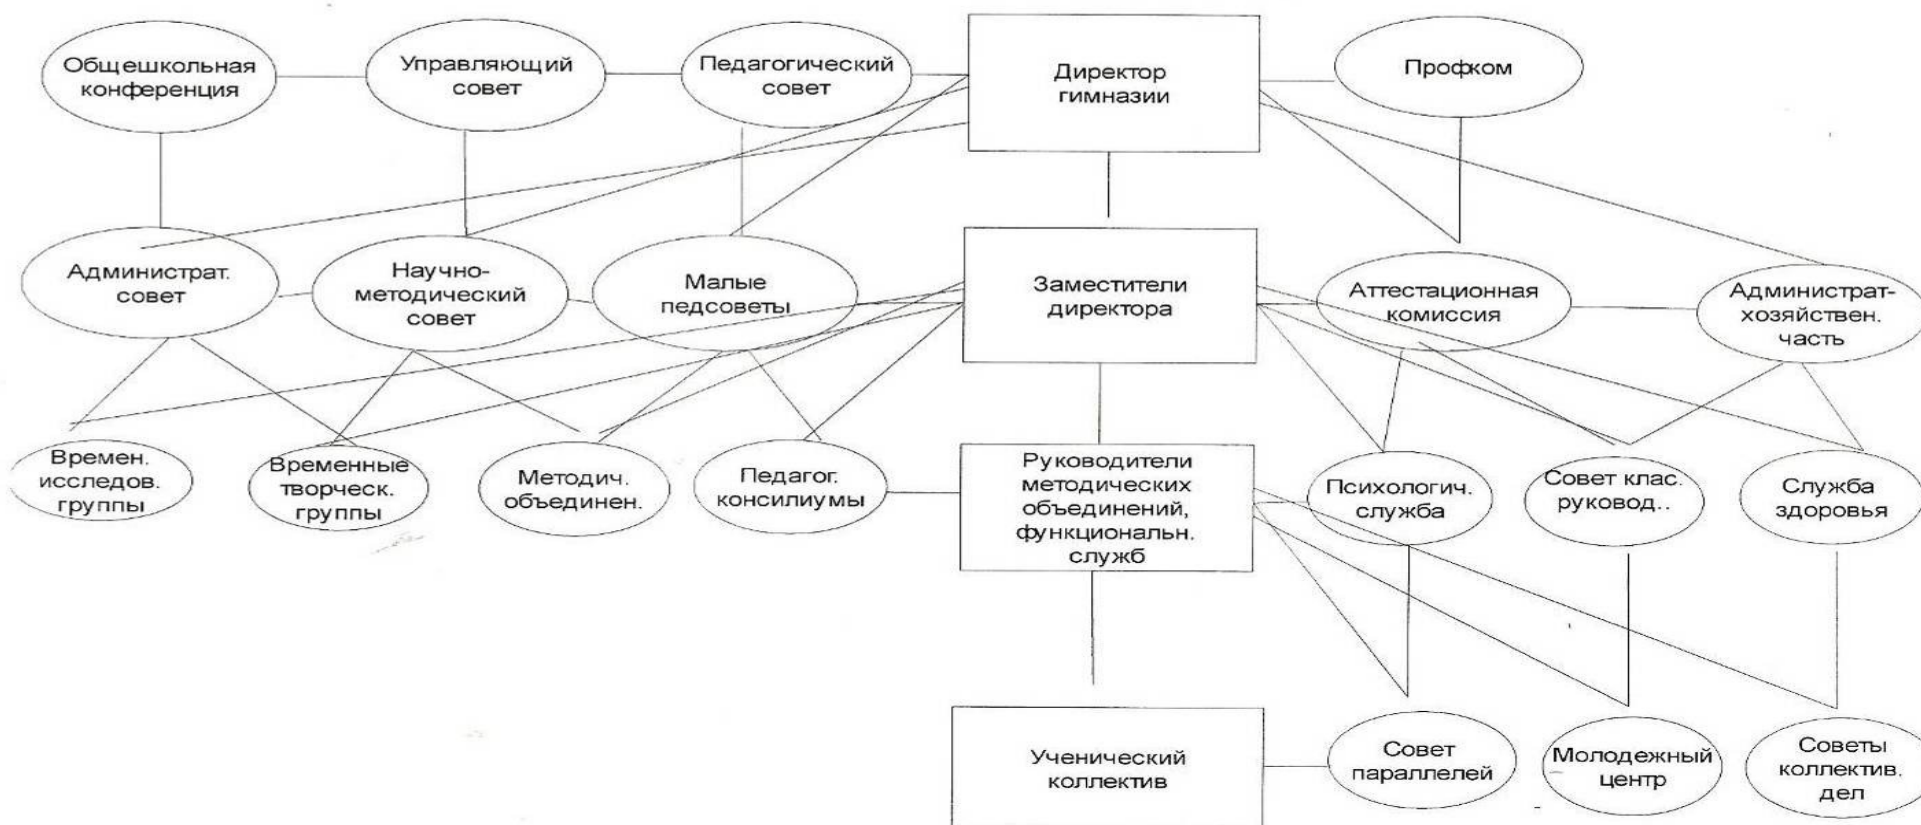 Общешкольная
конференция
Управляющий
совет
Педагогический
совет
Директор
гимназии
Профком
Администрат.
совет
Научно-
методический
совет
Малые
педсоветы
Заместители
директора
Аттестационная
комиссия
Администрат-
хозяйствен.
часть
Времен.
исследов.
группы
Временные
творческ.
группы
Методич.
объединен.
Педагог.
консилиумы
Руководители
методических
объединений,
функциональн.
служб
Психологич.
служба
Совет клас.
руковод..
Служба
здоровья
Ученический
коллектив
Совет
параллелей
Молодежный
центр
Советы
коллектив.
дел